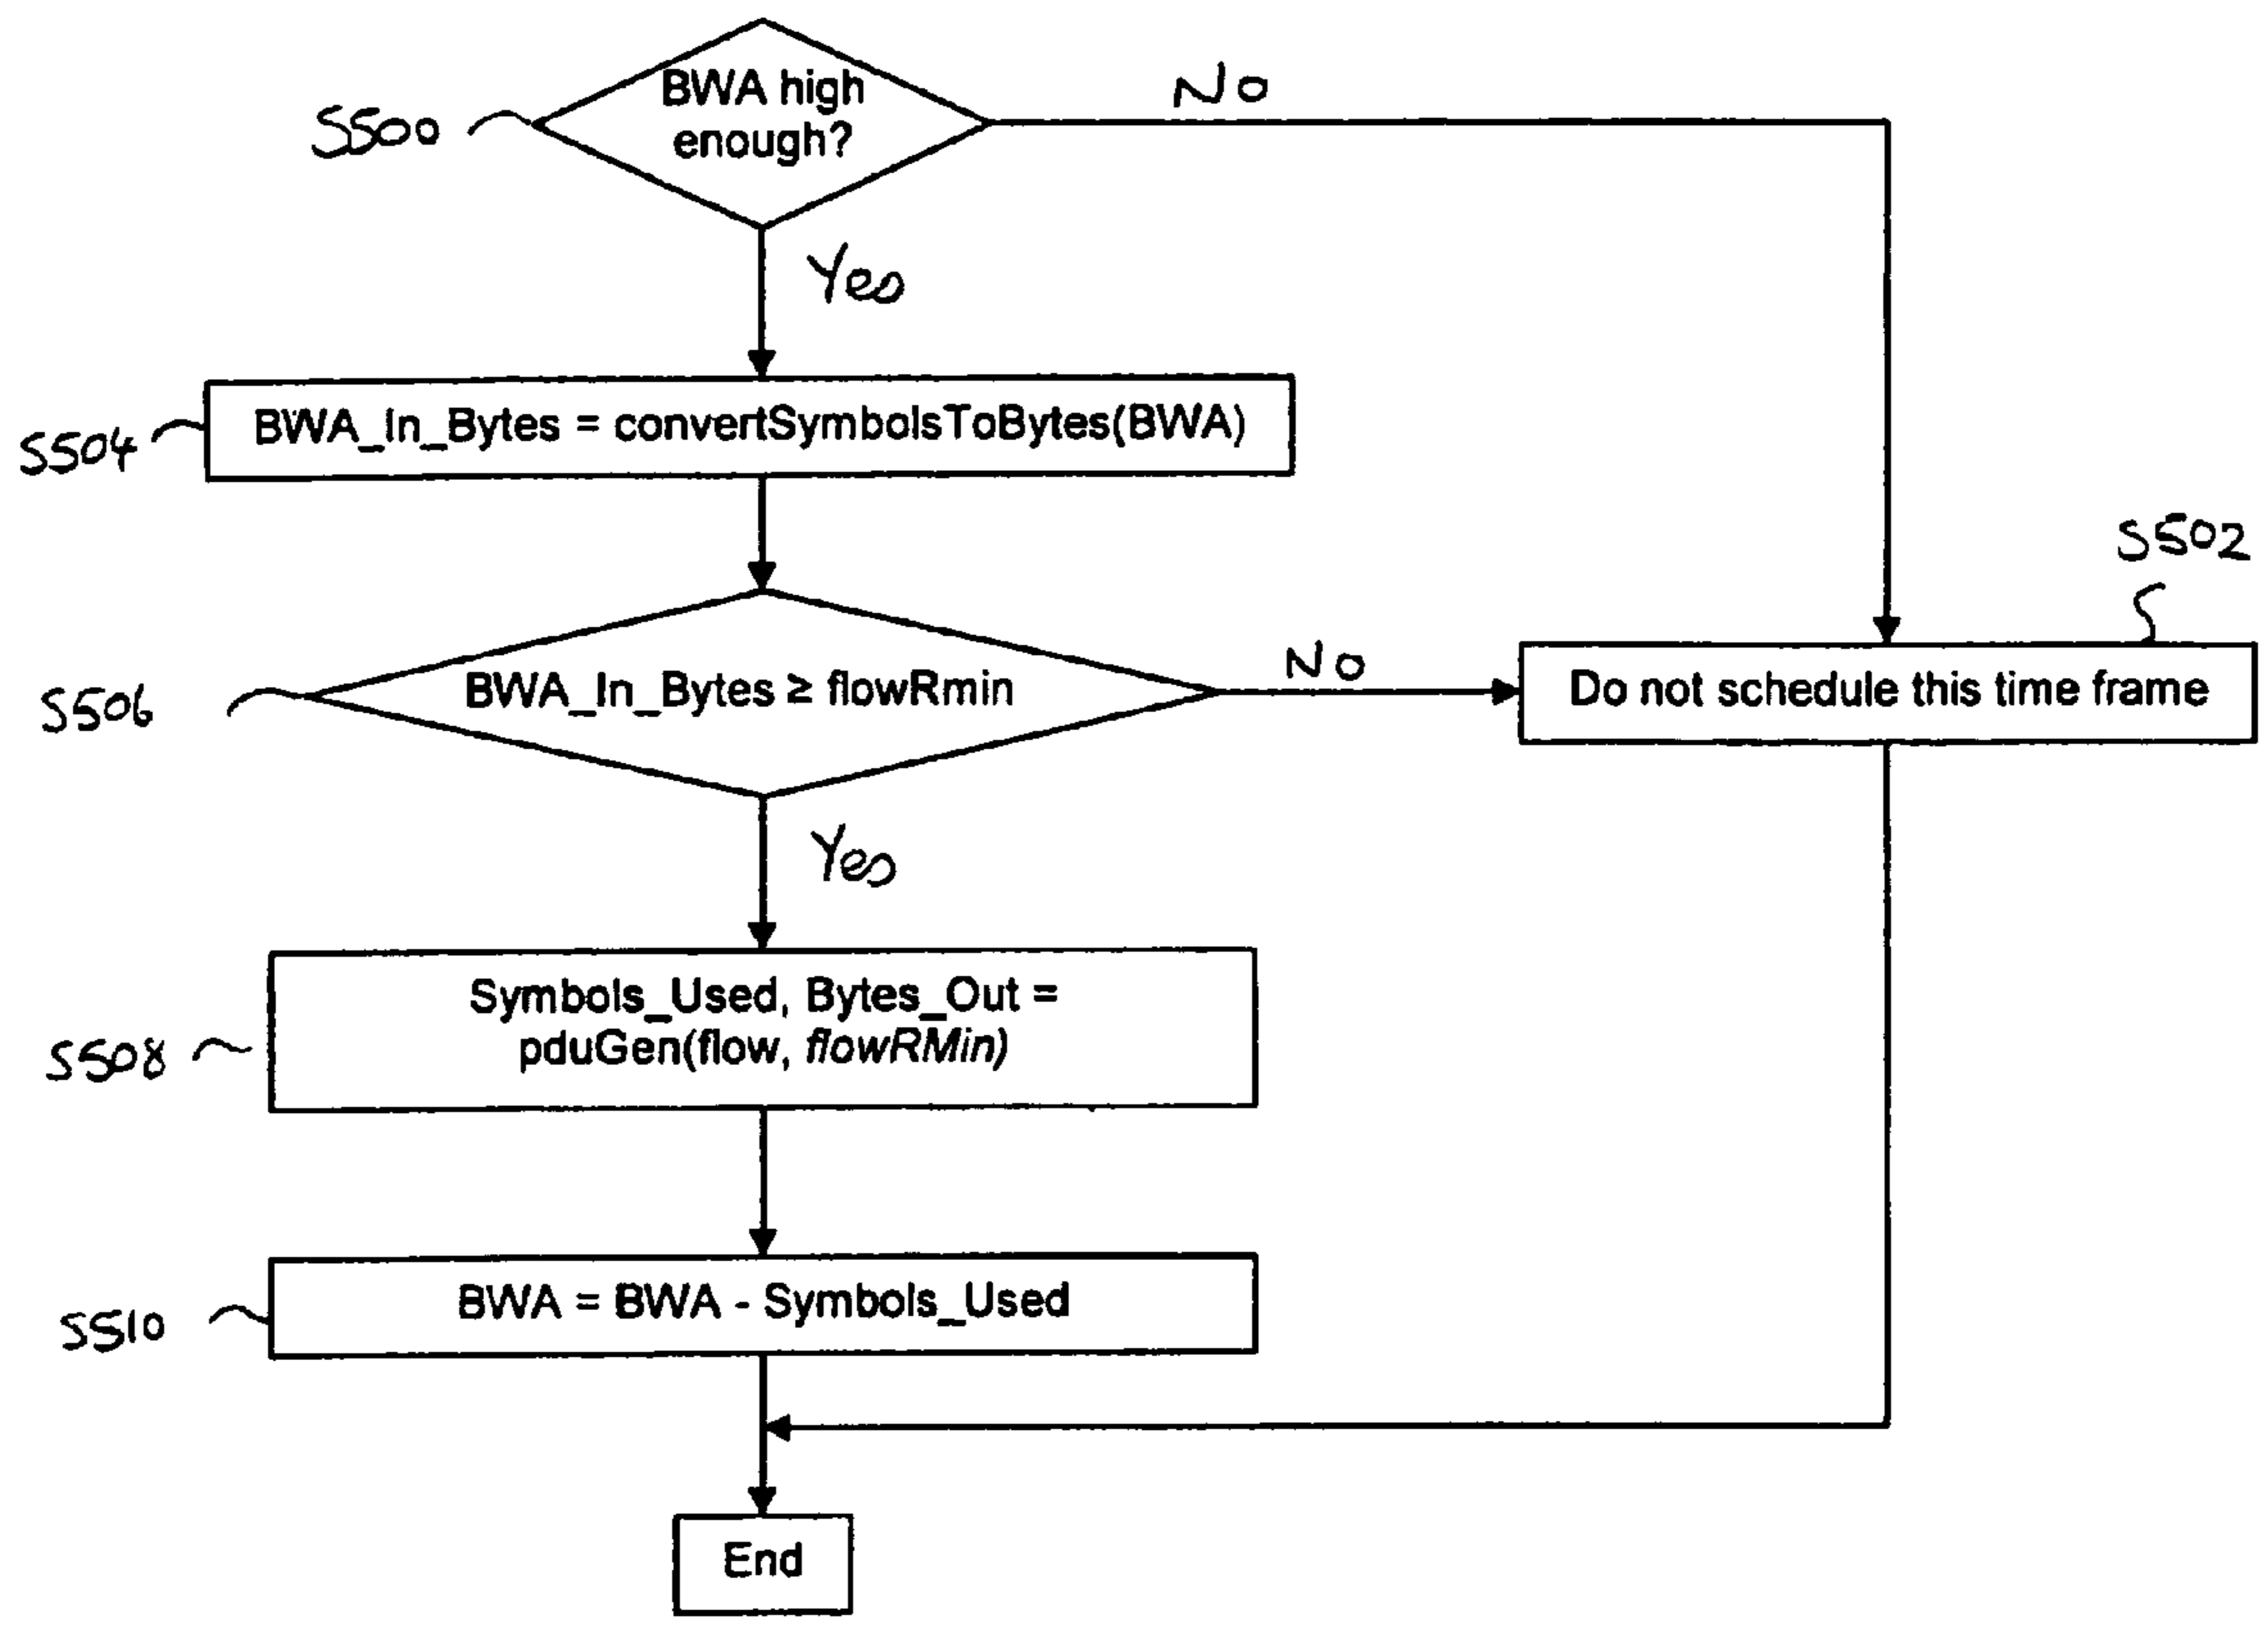 BWA high
enough?
No
S500
Yes
BWA_In_Bytes = convertSymbolsToBytes(BWA)
S504
S502
BWA_In_Bytes ≥ flowRmin
No
Do not schedule this time frame
S506
Yes
Symbols_Used, Bytes_Out =
pduGen(flow, flowRMin)
S508
BWA = BWA - Symbols_Used
S510
End